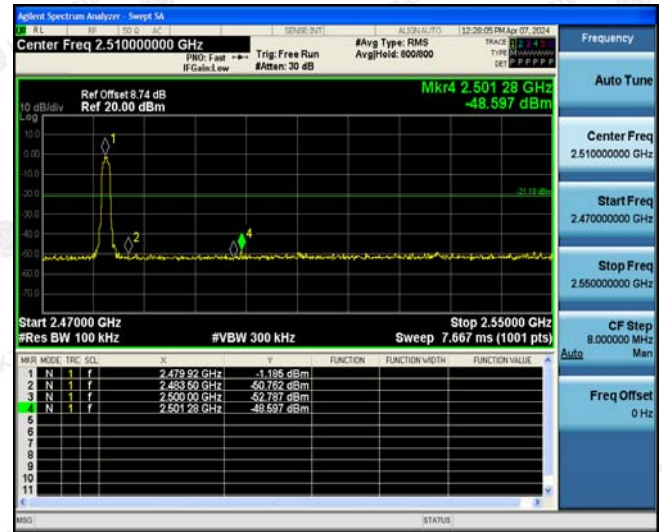 Agilent Spectrum Analyzer - Swept SA
RL RF 50 Ω AC SENSE:INT ALIGN AUTO 12:28:05 PM Apr 07, 2024
Center Freq 2.510000000 GHz
PNO: Fast
IFGain:Low
Trig: Free Run
#Atten: 30 dB
#Avg Type: RMS
Avg|Hold: 800/800
TRACE 1 2 3 4 5 6
TYPE MWWWWW
DET P P P P P P
Mkr4 2.501 28 GHz
-48.597 dBm
Ref Offset 8.74 dB
10 dB/div Ref 20.00 dBm
Log
10.0
0.00
-10.0
-20.0
-30.0
-40.0
-50.0
-60.0
-70.0
1
2
4
-21.19 dBm
Start 2.47000 GHz Stop 2.55000 GHz
#Res BW 100 kHz #VBW 300 kHz Sweep 7.667 ms (1001 pts)
MKR MODE TRC SCL X Y FUNCTION FUNCTION WIDTH FUNCTION VALUE
1 N 1 f 2.479 92 GHz -1.185 dBm
2 N 1 f 2.483 50 GHz -50.762 dBm
3 N 1 f 2.500 00 GHz -52.787 dBm
4 N 1 f 2.501 28 GHz -48.597 dBm
5
6
7
8
9
10
11
MSG STATUS
Frequency
Auto Tune
Center Freq
2.510000000 GHz
Start Freq
2.470000000 GHz
Stop Freq
2.550000000 GHz
CF Step
8.000000 MHz
Auto Man
Freq Offset
0 Hz